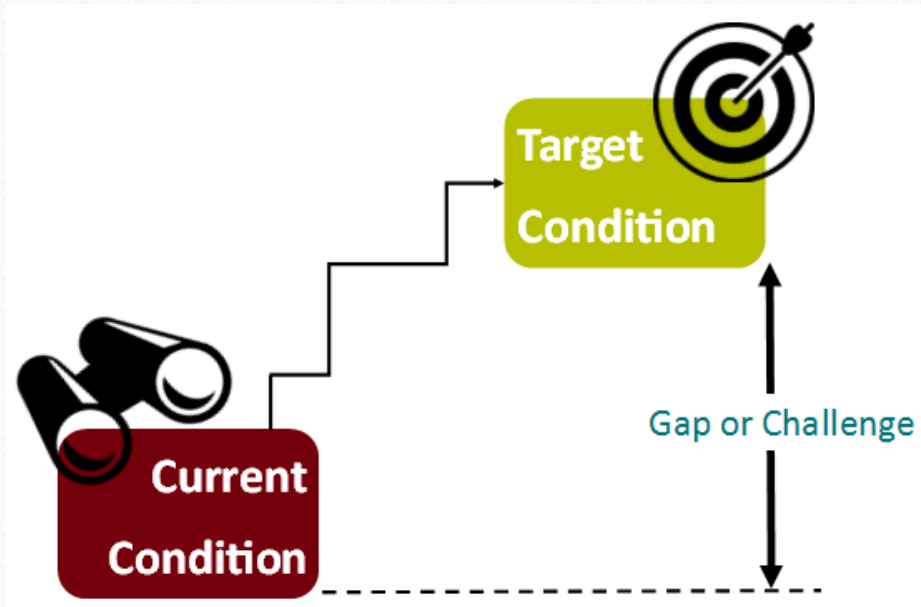 Target
Condition
Gap or Challenge
Current
Condition